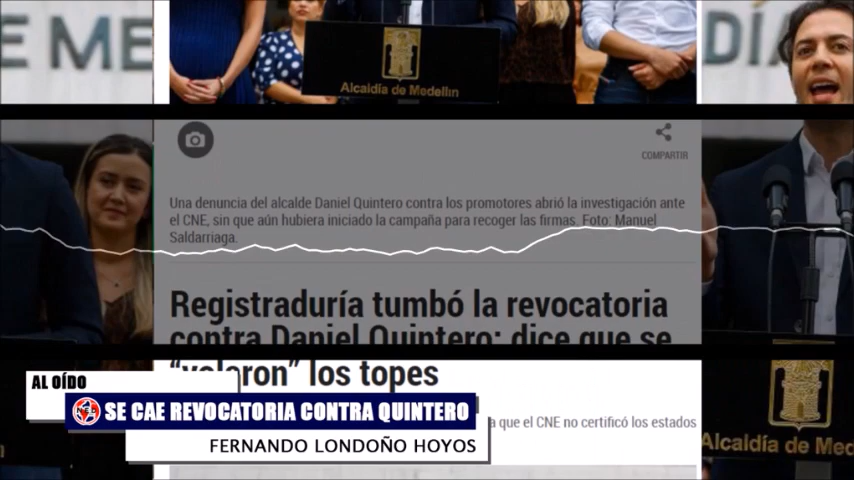 E ME
Alcaldía de Medellín
DÍA
COMPARTIR
Una denuncia del alcalde Daniel Quintero contra los promotores abrió la investigación ante
el CNE, sin que aún hubiera iniciado la campaña para recoger las firmas. Foto: Manuel
Saldarriaga.
Registraduría tumbó la revocatoria
contra Daniel Quintero: dice que se
“volaron” los topes
AL OÍDO
SE CAE REVOCATORIA CONTRA QUINTERO
a que el CNE no certificó los estados
FERNANDO LONDOÑO HOYOS
Alcaldía de Med